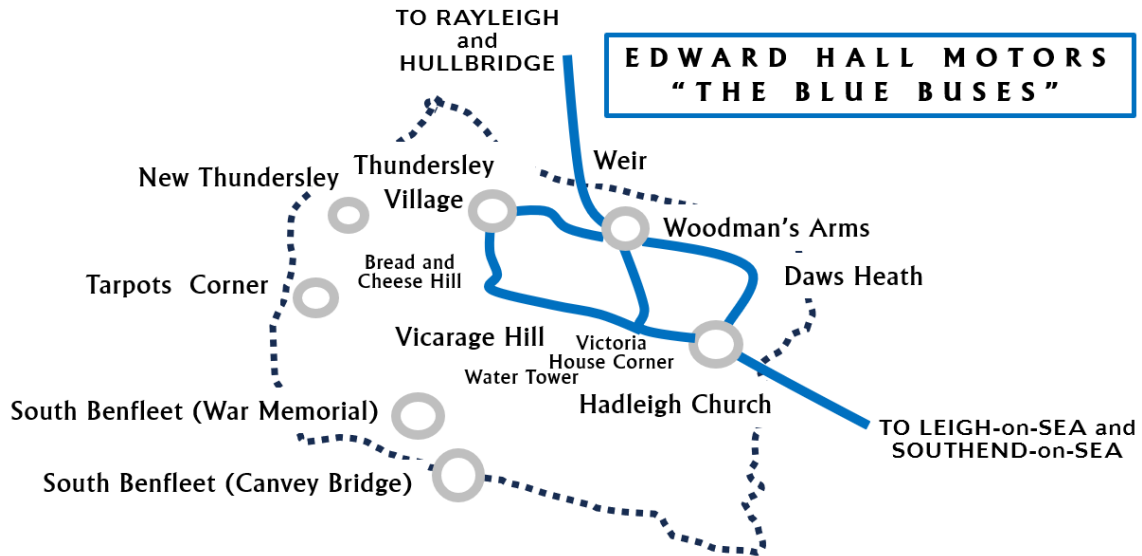 TO RAYLEIGH
and
HULLBRIDGE
EDWARD HALL MOTORS
“THE BLUE BUSES”
Weir
Thundersley
Village
New Thundersley
Woodman’s Arms
Bread and
Cheese Hill
Daws Heath
Tarpots Corner
Vicarage Hill
Victoria
House Corner
Water Tower
Hadleigh Church
South Benfleet (War Memorial)
TO LEIGH-on-SEA and
SOUTHEND-on-SEA
South Benfleet (Canvey Bridge)